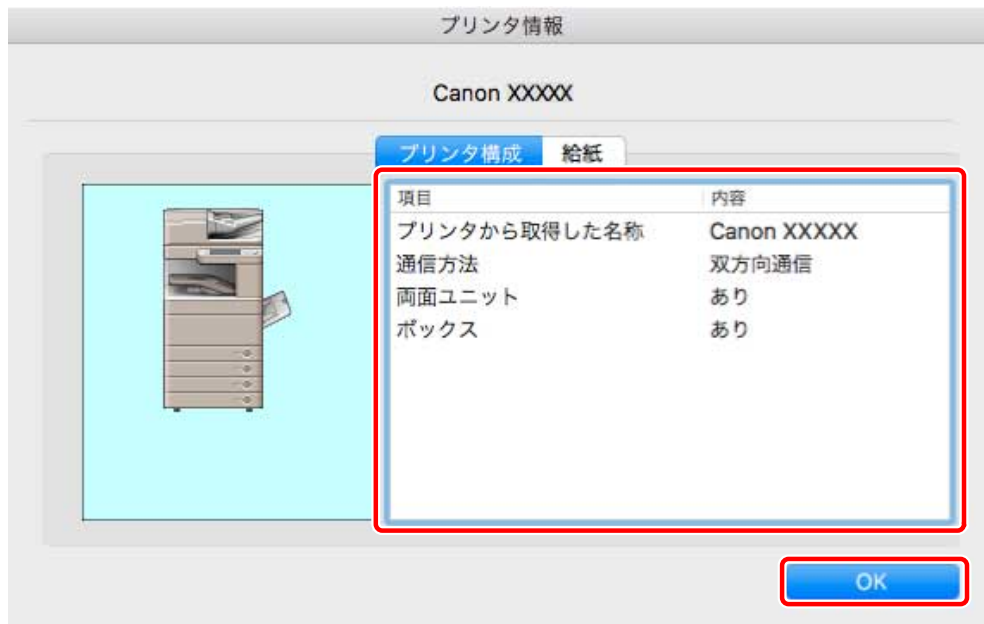 プリンタ情報
Canon XXXXX
プリンタ構成 給紙
項目 内容
プリンタから取得した名称 Canon XXXXX
通信方法 双方向通信
両面ユニット あり
ボックス あり
OK